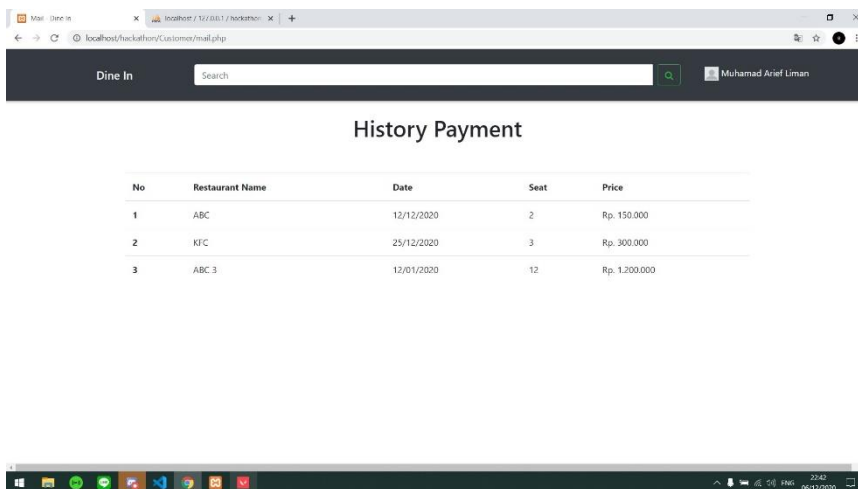 Mail - Dine In
localhost / 127.0.0.1 / hackathon
localhost/hackathon/Customer/mail.php
Dine In
Search
Muhamad Arief Liman
History Payment
No Restaurant Name Date Seat Price
1 ABC 12/12/2020 2 Rp. 150.000
2 KFC 25/12/2020 3 Rp. 300.000
3 ABC 3 12/01/2020 12 Rp. 1.200.000
ENG
22:42
06/12/2020